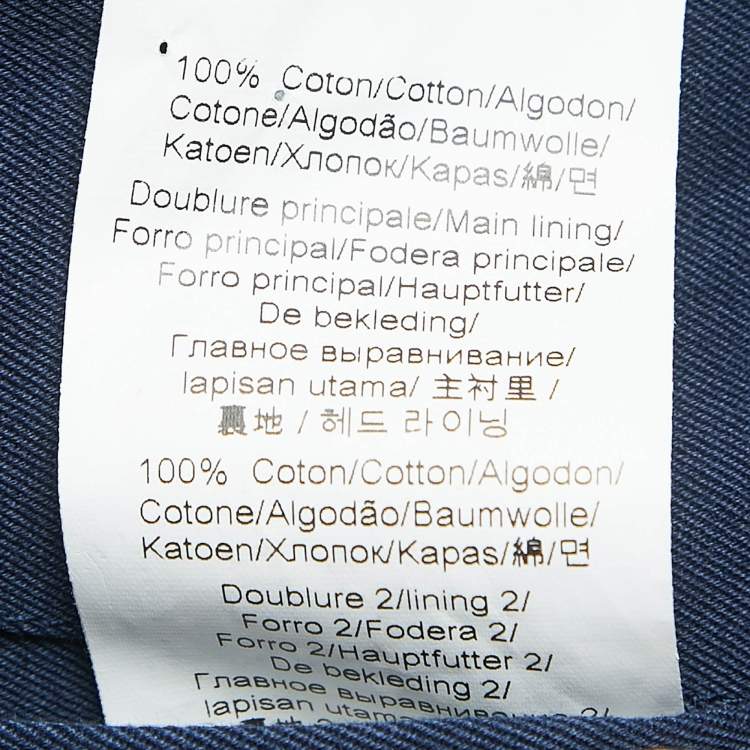 100% Coton/Cotton/Algodon/
Cotone/Algodão/Baumwolle/
Katoen/Хлопок/Kapas/綿/면
Doublure principale/Main lining/
Forro principal/Fodera principale/
Forro principal/Hauptfutter/
De bekleding/
Главное выравнивание/
lapisan utama/ 主衬里 /
裏地 / 헤드 라이닝
100% Coton/Cotton/Algodon/
Cotone/Algodão/Baumwolle/
Katoen/Хлопок/Kapas/綿/면
Doublure 2/lining 2/
Forro 2/Fodera 2/
Forro 2/Hauptfutter 2/
De bekleding 2/
Главное выравнивание 2/
lapisan utama